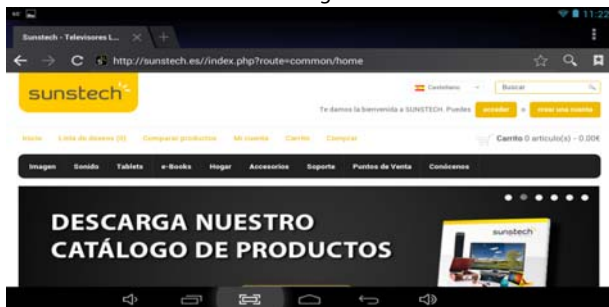 11:22
Sunstech - Televisores L...
http://sunstech.es//index.php?route=common/home
sunstech
Castellano
Buscar
Te damos la bienvenida a SUNSTECH. Puedes acceder o crear una cuenta
Inicio Lista de deseos (0) Comparar productos Mi cuenta Carrito Comprar
Carrito 0 artículo(s) - 0.00€
Imagen Sonido Tablets e-Books Hogar Accesorios Soporte Puntos de Venta Conócenos
DESCARGA NUESTRO
CATÁLOGO DE PRODUCTOS
sunstech